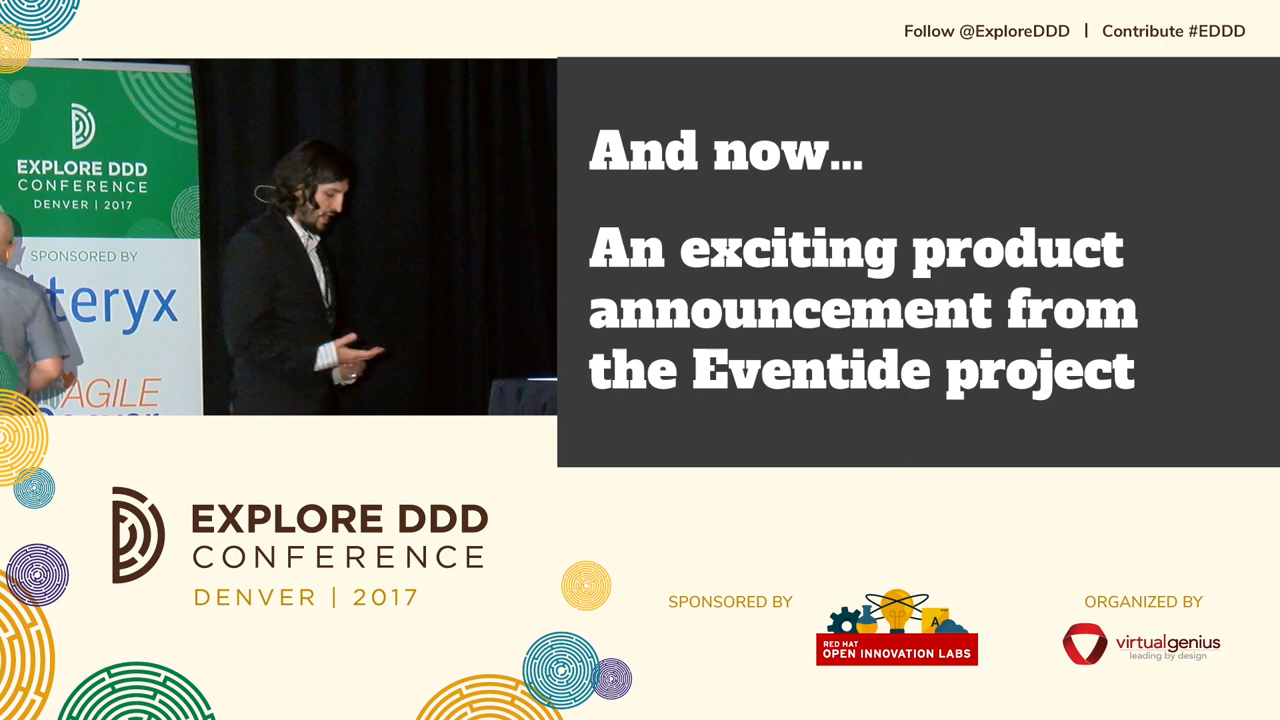 Follow @ExploreDDD | Contribute #EDDD
EXPLORE DDD
CONFERENCE
DENVER | 2017
SPONSORED BY
teryx
AGILE
And now...
An exciting product
announcement from
the Eventide project
EXPLORE DDD
CONFERENCE
DENVER | 2017
SPONSORED BY
RED HAT
OPEN INNOVATION LABS
ORGANIZED BY
virtualgenius
leading by design